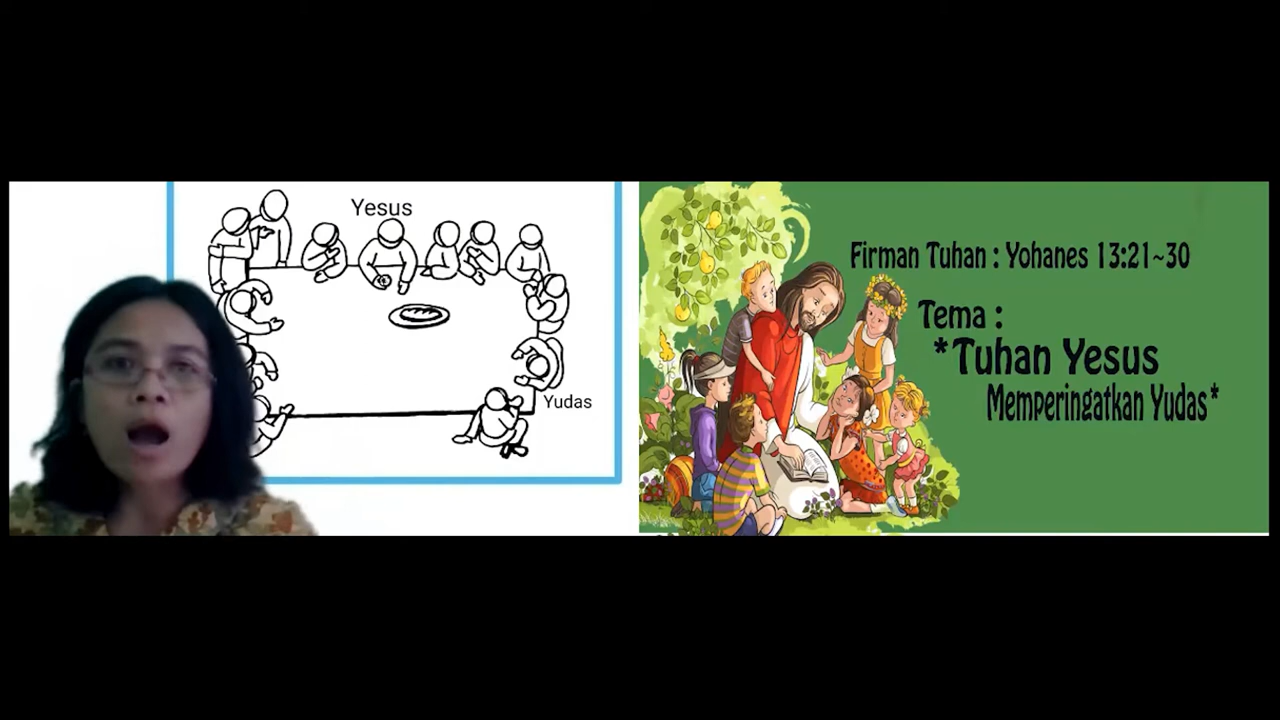 Yesus
Yudas
Firman Tuhan : Yohanes 13:21~30
Tema :
*Tuhan Yesus
Memperingatkan Yudas*